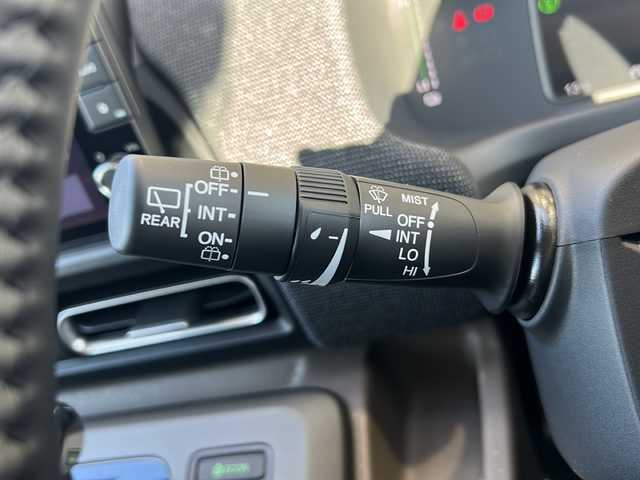 REAR
OFF
INT
ON
PULL
MIST
OFF
INT
LO
HI